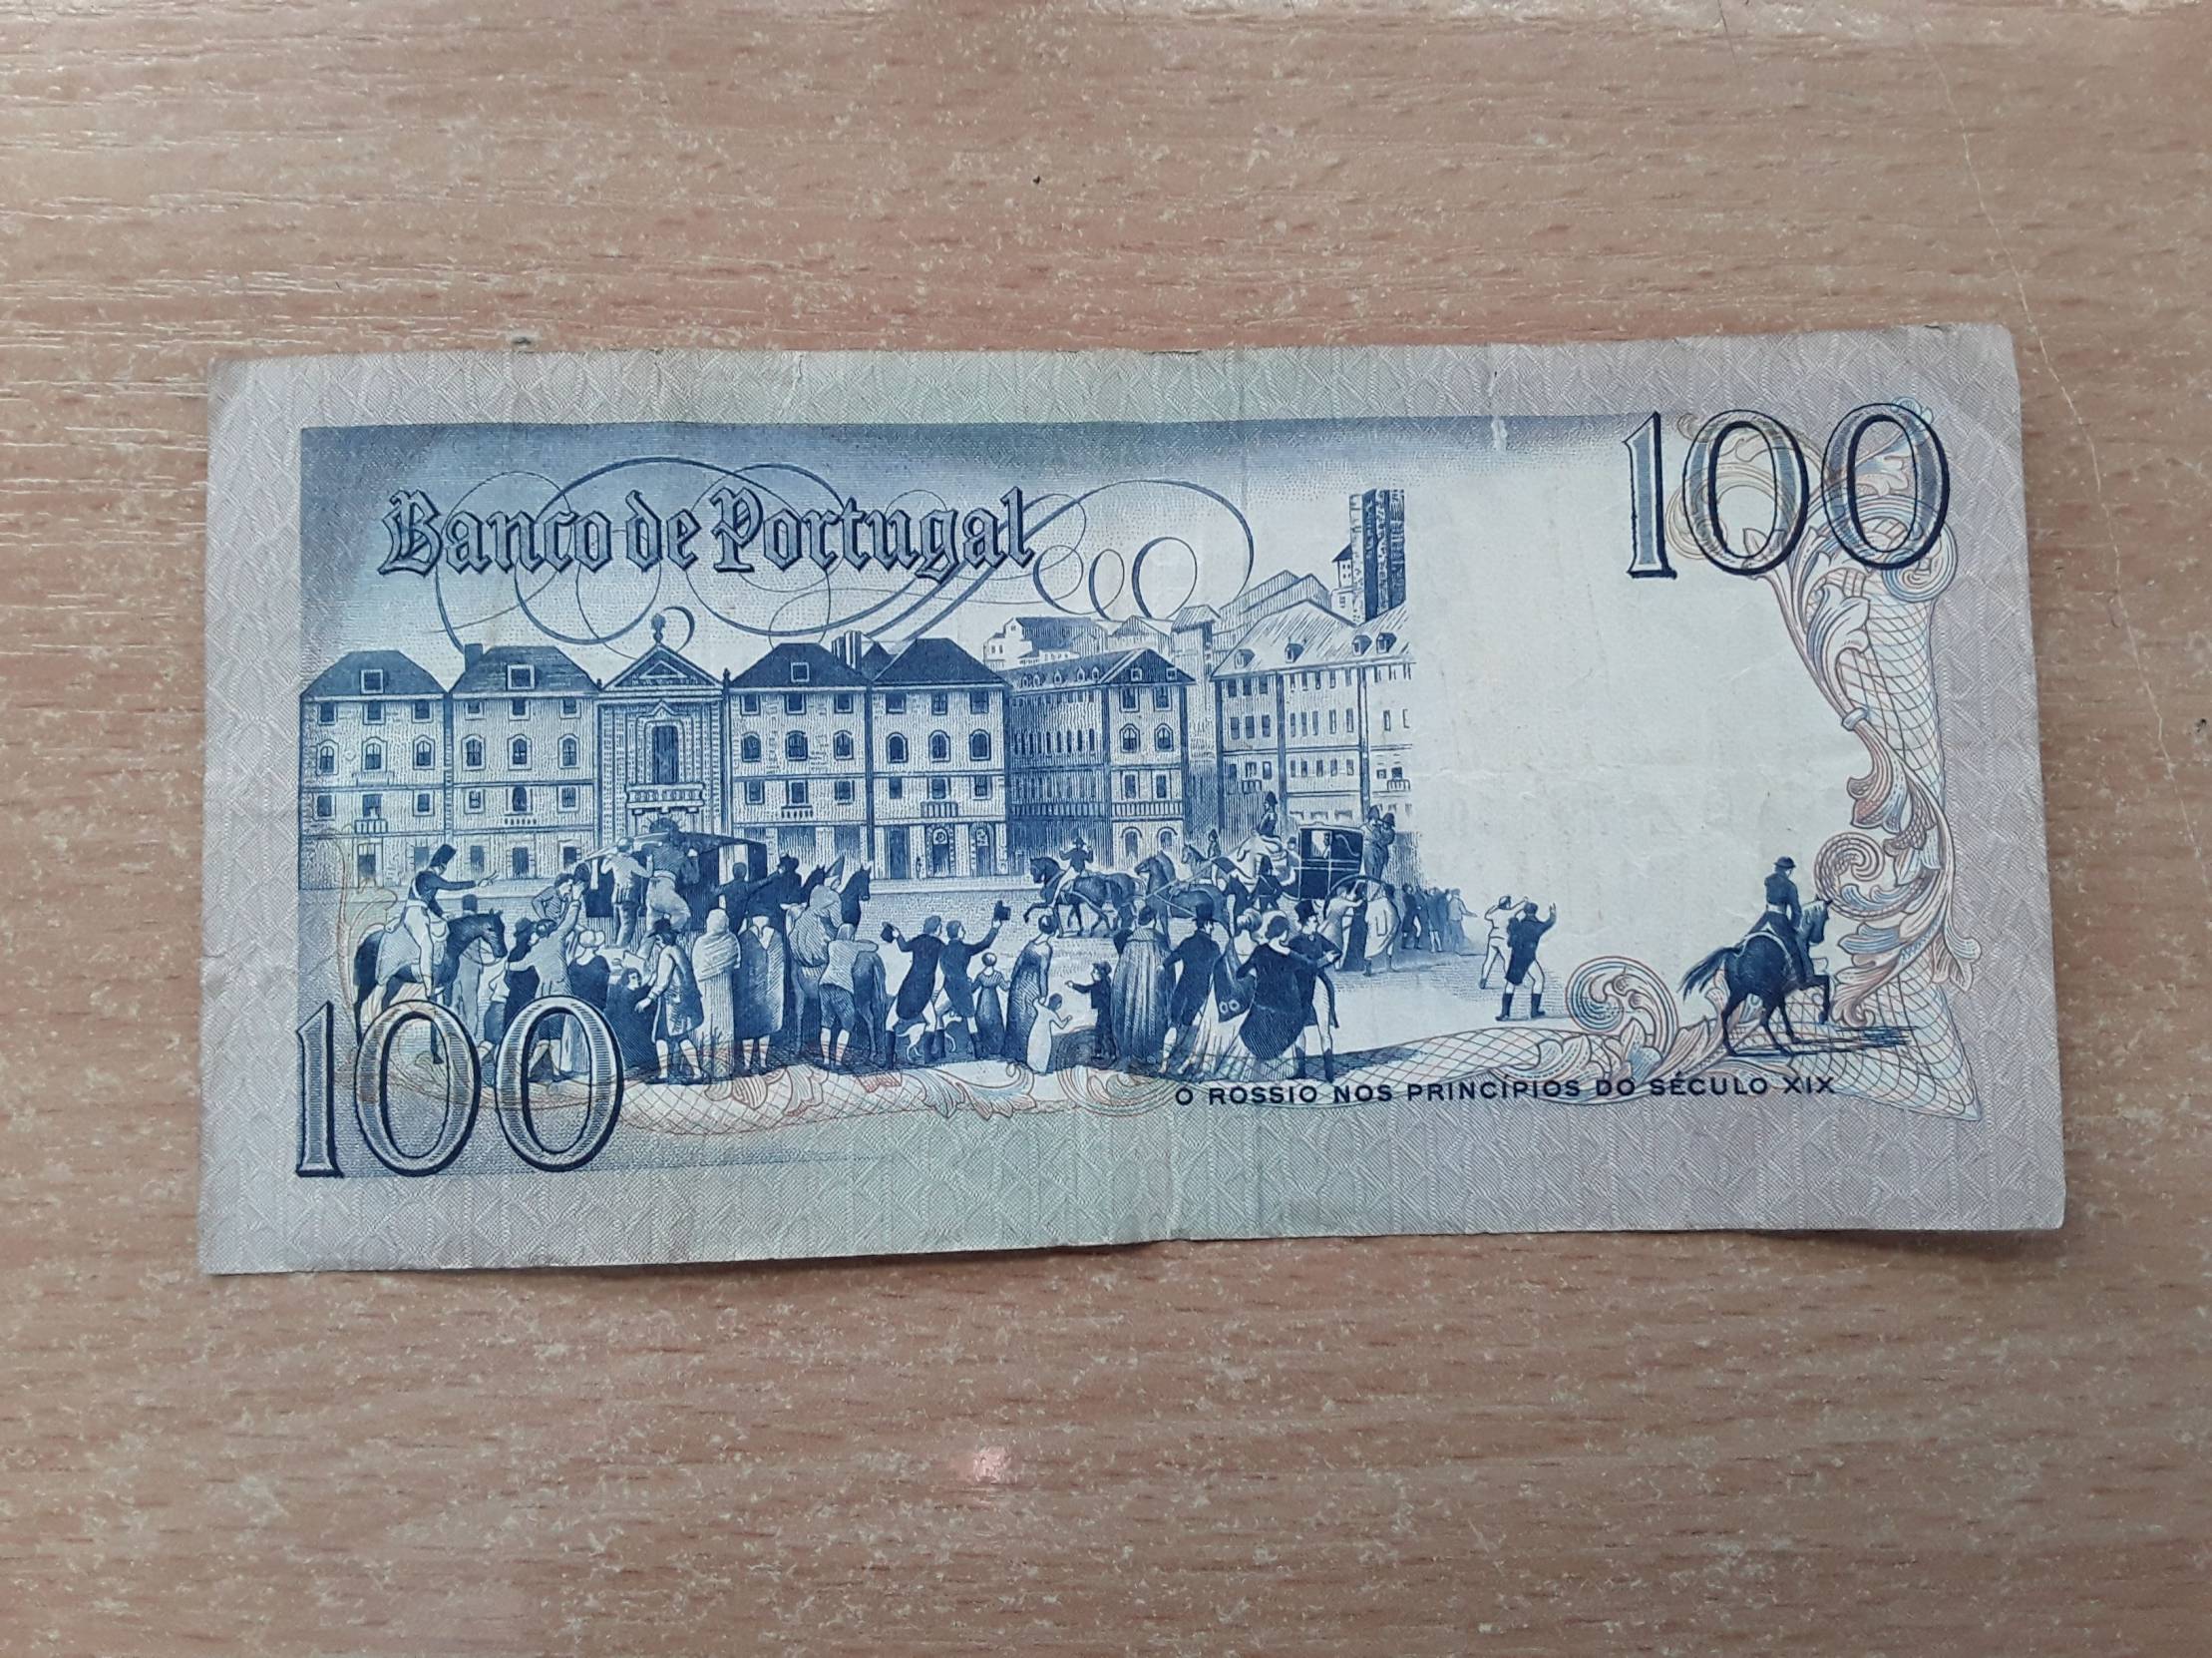 100
Banco de Portugal
100
O ROSSIO NOS PRINCÍPIOS DO SÉCULO XIX